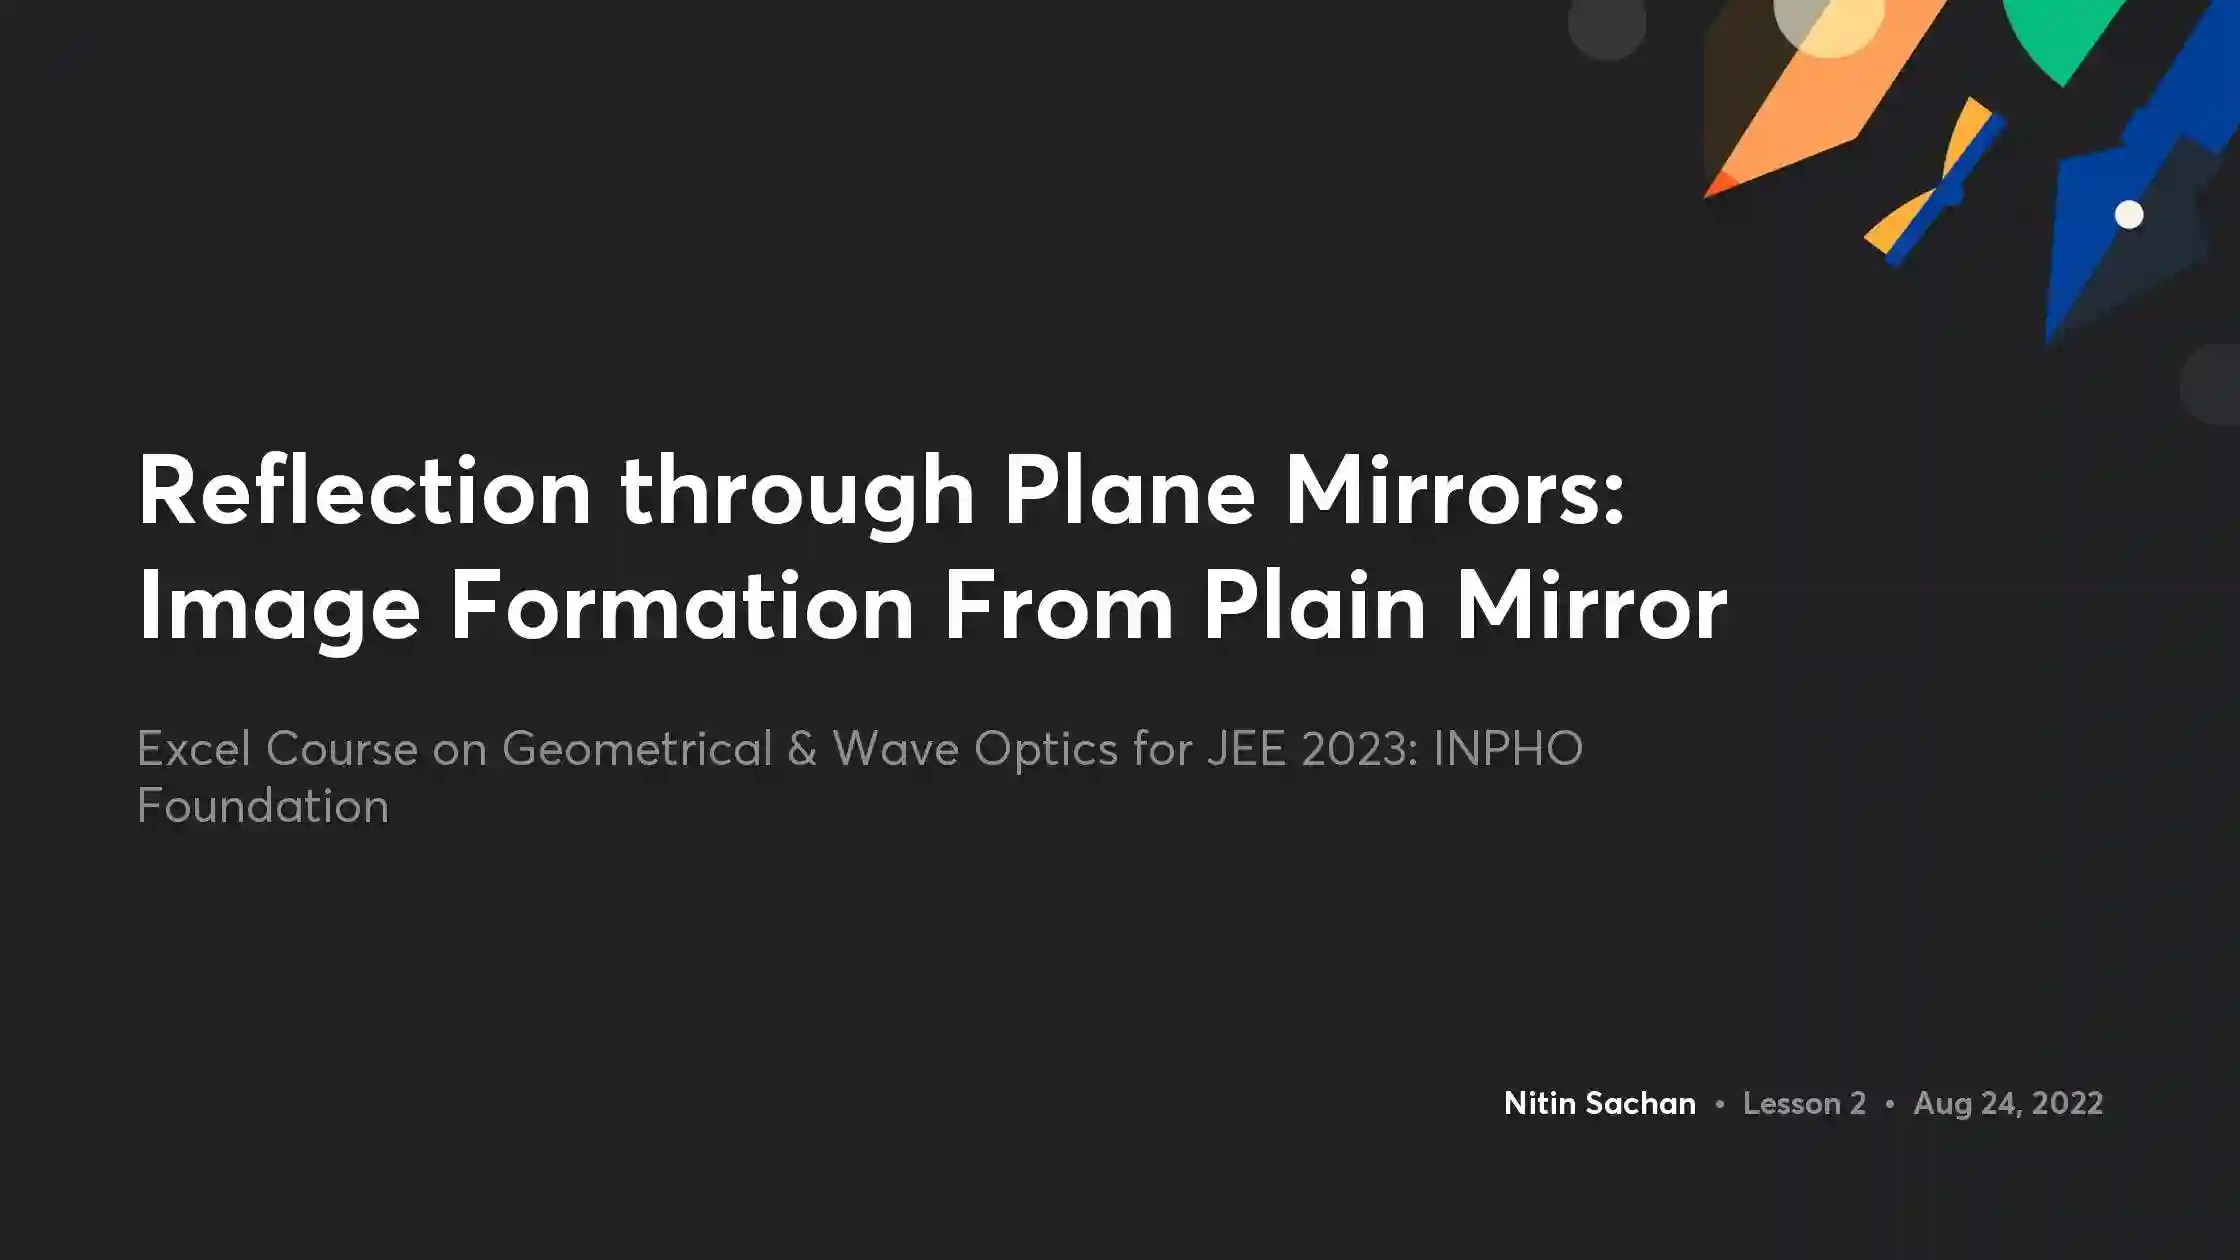 Reflection through Plane Mirrors:
Image Formation From Plain Mirror
Excel Course on Geometrical & Wave Optics for JEE 2023: INPHO
Foundation
Nitin Sachan • Lesson 2 • Aug 24, 2022